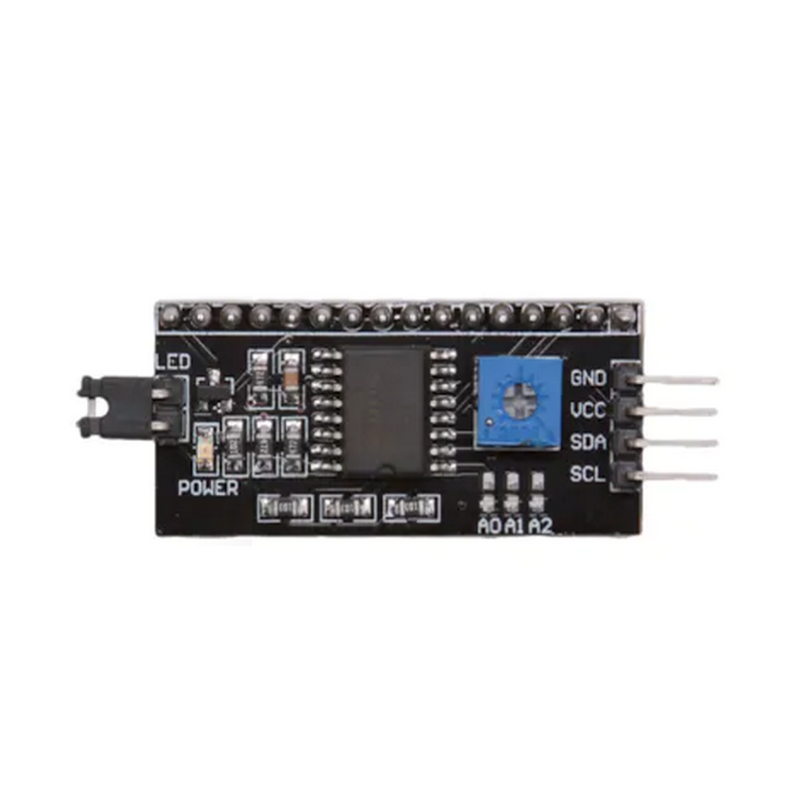 LED
GND
VCC
SDA
SCL
POWER
A0 A1 A2